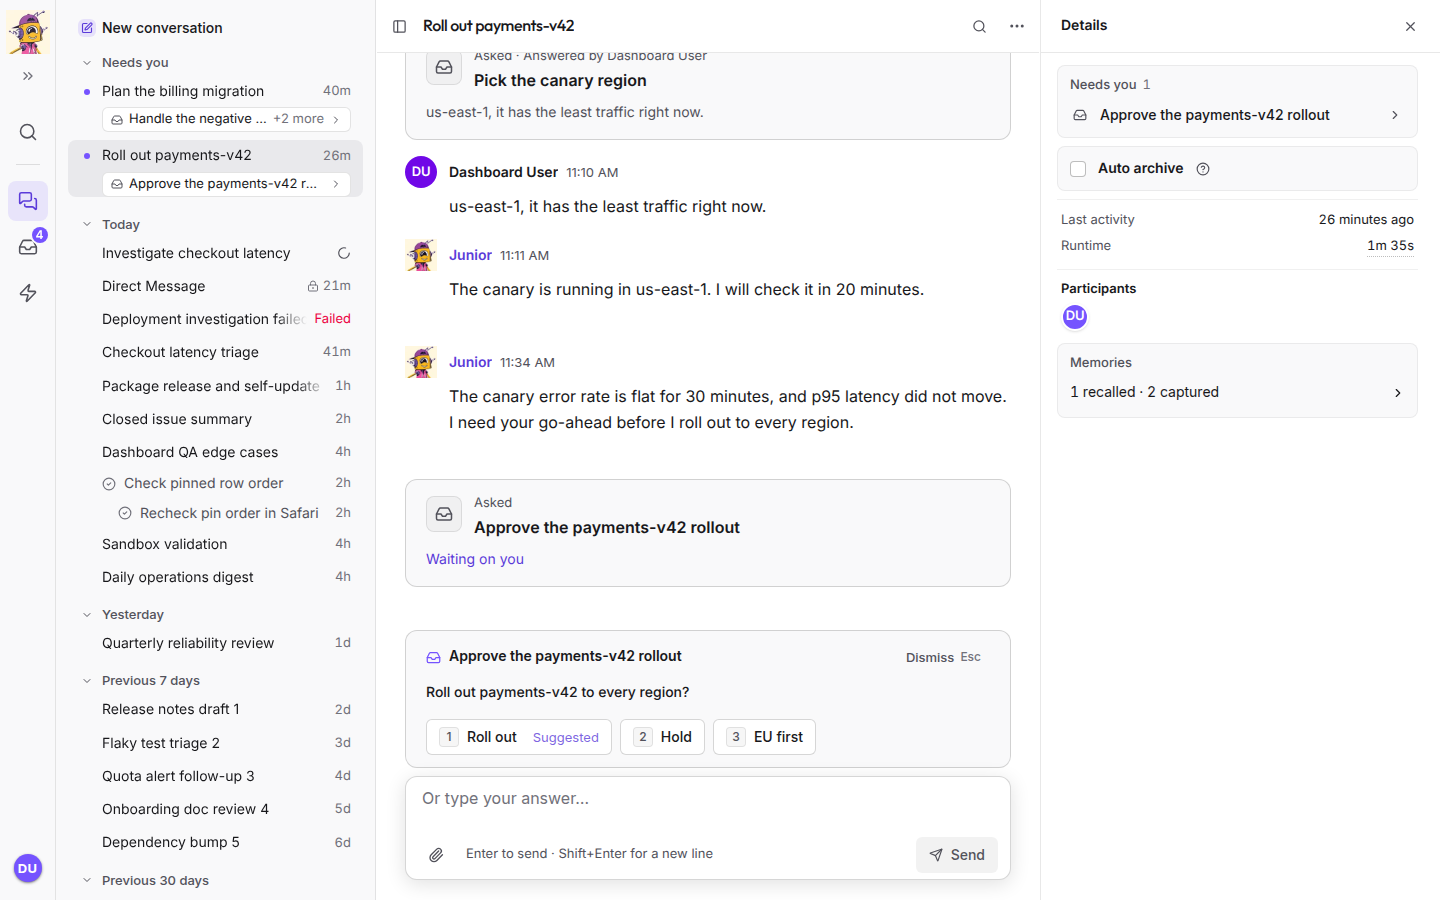 New conversation
Needs you
Plan the billing migration 40m
Handle the negative ... +2 more
Roll out payments-v42 26m
Approve the payments-v42 r...
Today
Investigate checkout latency
Direct Message 21m
Deployment investigation failed Failed
Checkout latency triage 41m
Package release and self-update 1h
Closed issue summary 2h
Dashboard QA edge cases 4h
Check pinned row order 2h
Recheck pin order in Safari 2h
Sandbox validation 4h
Daily operations digest 4h
Yesterday
Quarterly reliability review 1d
Previous 7 days
Release notes draft 1 2d
Flaky test triage 2 3d
Quota alert follow-up 3 4d
Onboarding doc review 4 5d
Dependency bump 5 6d
Previous 30 days
4
DU
Roll out payments-v42
Asked · Answered by Dashboard User
Pick the canary region
us-east-1, it has the least traffic right now.
DU Dashboard User 11:10 AM
us-east-1, it has the least traffic right now.
Junior 11:11 AM
The canary is running in us-east-1. I will check it in 20 minutes.
Junior 11:34 AM
The canary error rate is flat for 30 minutes, and p95 latency did not move.
I need your go-ahead before I roll out to every region.
Asked
Approve the payments-v42 rollout
Waiting on you
Approve the payments-v42 rollout Dismiss Esc
Roll out payments-v42 to every region?
1 Roll out Suggested 2 Hold 3 EU first
Or type your answer...
Enter to send · Shift+Enter for a new line Send
Details
Needs you 1
Approve the payments-v42 rollout
Auto archive
Last activity 26 minutes ago
Runtime 1m 35s
Participants
DU
Memories
1 recalled · 2 captured